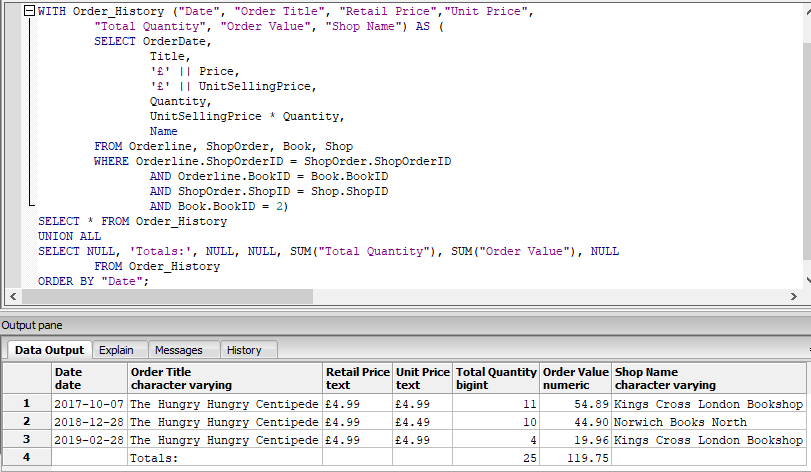 WITH Order_History ("Date", "Order Title", "Retail Price","Unit Price",
"Total Quantity", "Order Value", "Shop Name") AS (
SELECT OrderDate,
Title,
'£' || Price,
'£' || UnitSellingPrice,
Quantity,
UnitSellingPrice * Quantity,
Name
FROM Orderline, ShopOrder, Book, Shop
WHERE Orderline.ShopOrderID = ShopOrder.ShopOrderID
AND Orderline.BookID = Book.BookID
AND ShopOrder.ShopID = Shop.ShopID
AND Book.BookID = 2)
SELECT * FROM Order_History
UNION ALL
SELECT NULL, 'Totals:', NULL, NULL, SUM("Total Quantity"), SUM("Order Value"), NULL
FROM Order_History
ORDER BY "Date";
Output pane
Data Output Explain Messages History
Date Order Title Retail Price Unit Price Total Quantity Order Value Shop Name
date character varying text text bigint numeric character varying
1 2017-10-07 The Hungry Hungry Centipede £4.99 £4.99 11 54.89 Kings Cross London Bookshop
2 2018-12-28 The Hungry Hungry Centipede £4.99 £4.49 10 44.90 Norwich Books North
3 2019-02-28 The Hungry Hungry Centipede £4.99 £4.99 4 19.96 Kings Cross London Bookshop
4 Totals: 25 119.75